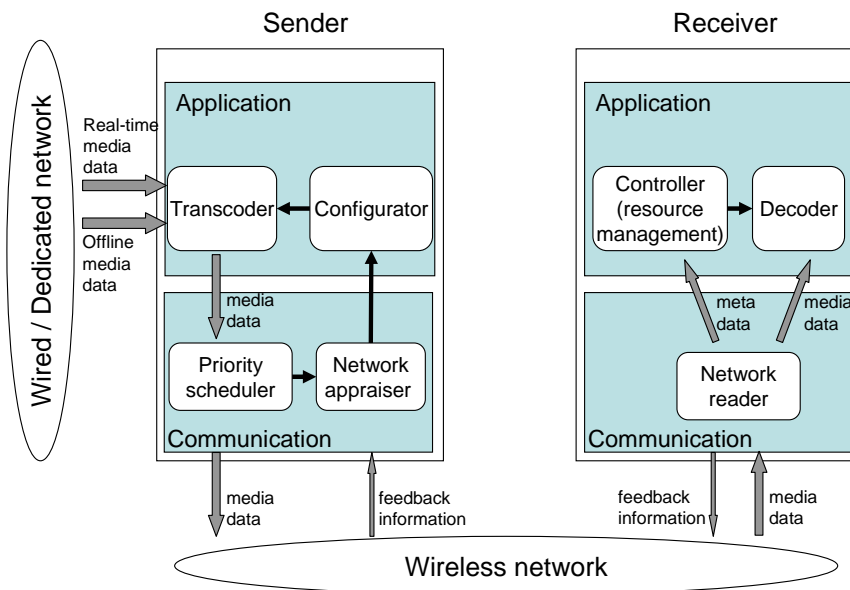 Sender
Receiver
Wired / Dedicated network
Application
Real-time
media
data
Transcoder
Configurator
Offline
media
data
media
data
Priority
scheduler
Network
appraiser
Communication
media
data
feedback
information
Application
Controller
(resource
management)
Decoder
meta
data
media
data
Network
reader
Communication
feedback
information
media
data
Wireless network